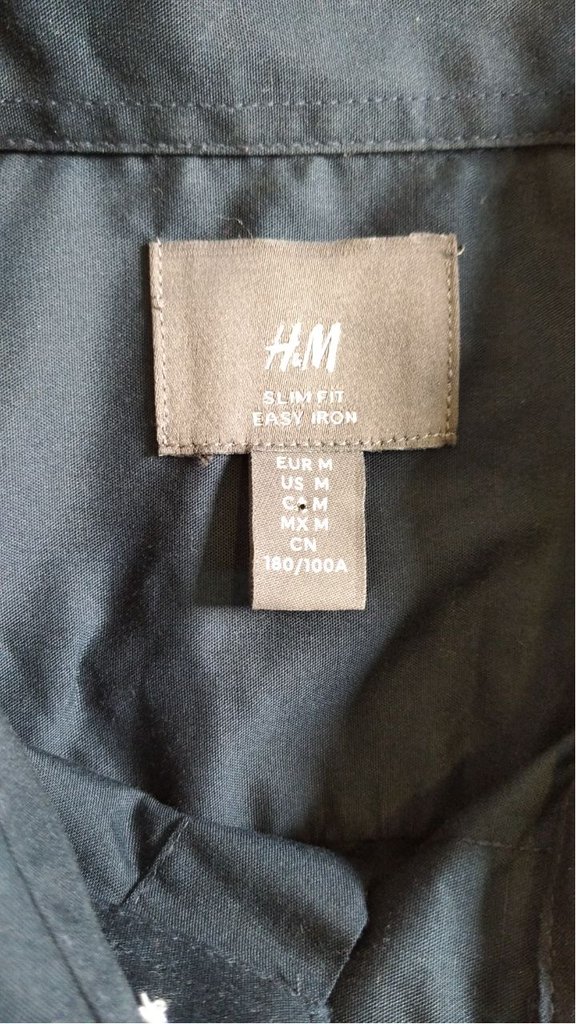 H&M
SLIM FIT
EASY IRON
EUR M
US M
CA M
MX M
CN
180/100A